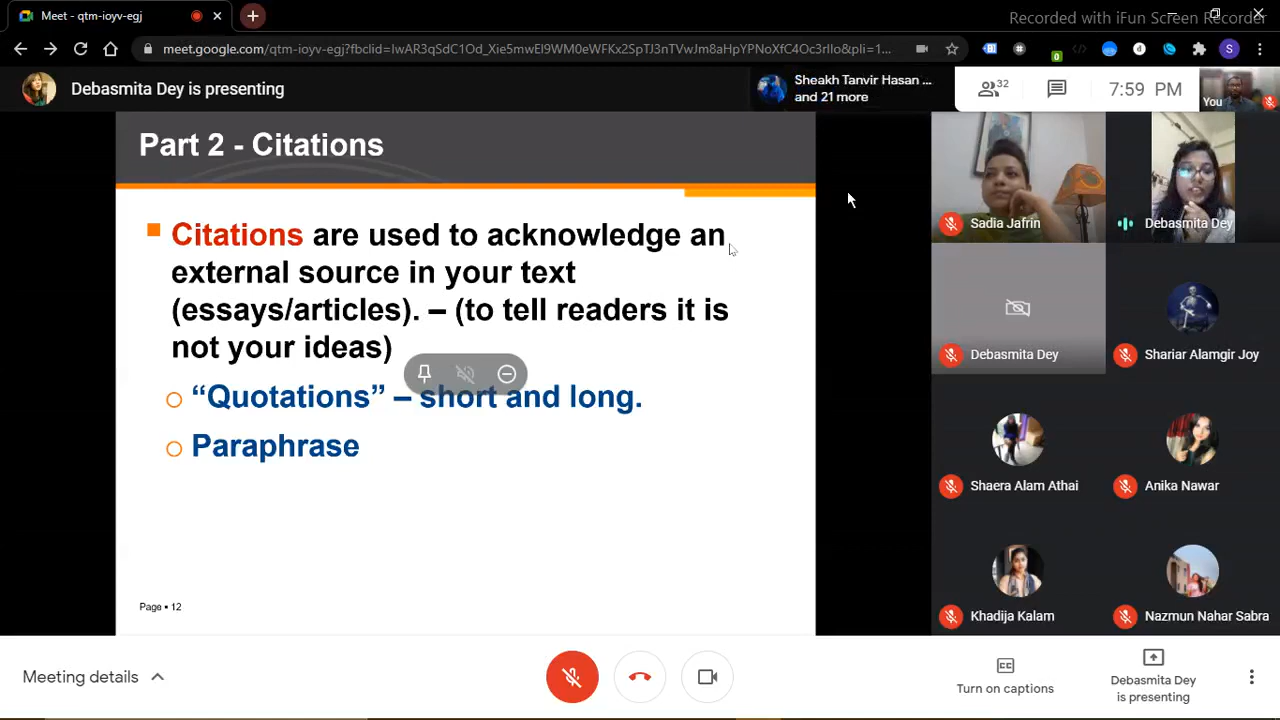 Meet - qtm-ioyv-egj
Recorded with iFun Screen Recorder
meet.google.com/qtm-ioyv-egj?fbclid=IwAR3qSdC1Od_Xie5mwEl9WM0eWFKx2SpTJ3nTVwJm8aHpYPNoXfC4Oc3rIIo&pli=1...
0
S
Debasmita Dey is presenting
Sheakh Tanvir Hasan ...
and 21 more
32
7:59 PM
You
Part 2 - Citations
Citations are used to acknowledge an
external source in your text
(essays/articles). – (to tell readers it is
not your ideas)
“Quotations” – short and long.
Paraphrase
Page ▪ 12
Sadia Jafrin
Debasmita Dey
Debasmita Dey
Shariar Alamgir Joy
Shaera Alam Athai
Anika Nawar
Khadija Kalam
Nazmun Nahar Sabra
Meeting details
CC
Turn on captions
Debasmita Dey
is presenting